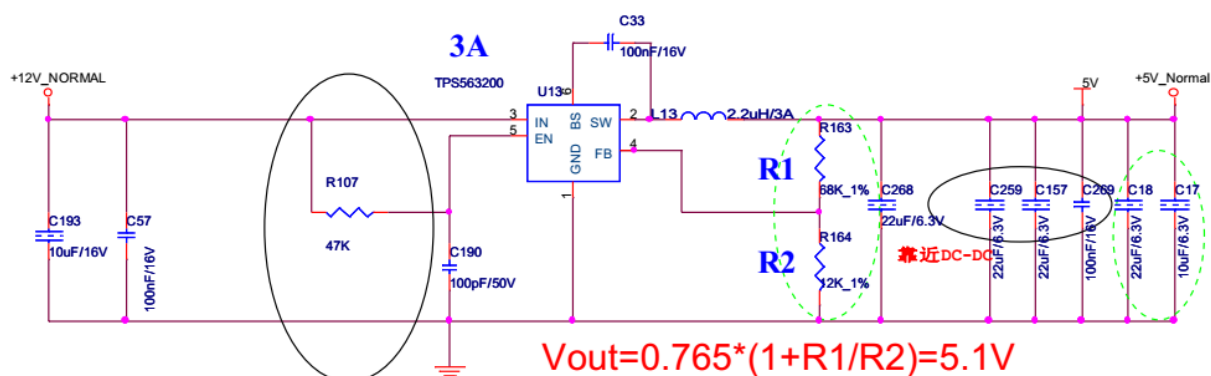 C33
3A
100nF/16V
+12V_NORMAL
TPS563200
5V
+5V_Normal
U13
6
3
IN
BS
SW
2
L13
2.2uH/3A
5
EN
R163
GND
FB
4
R1
R107
68K_1%
C268
C259
C157
C269
C18
C17
C193
C57
1
22uF/6.3V
10uF/16V
47K
R164
靠近DC-DC
C190
R2
12K_1%
100nF/16V
100pF/50V
22uF/6.3V
22uF/6.3V
100nF/16V
22uF/6.3V
10uF/6.3V
Vout=0.765*(1+R1/R2)=5.1V